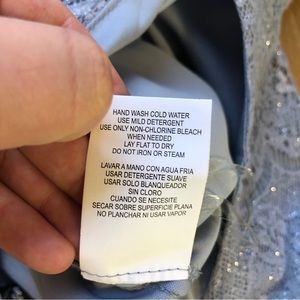 HAND WASH COLD WATER
USE MILD DETERGENT
USE ONLY NON-CHLORINE BLEACH
WHEN NEEDED
LAY FLAT TO DRY
DO NOT IRON OR STEAM
LAVAR A MANO CON AGUA FRIA
USAR DETERGENTE SUAVE
USAR SOLO BLANQUEADOR
SIN CLORO
CUANDO SE NECESITE
SECAR SOBRE SUPERFICIE PLANA
NO PLANCHAR NI USAR VAPOR